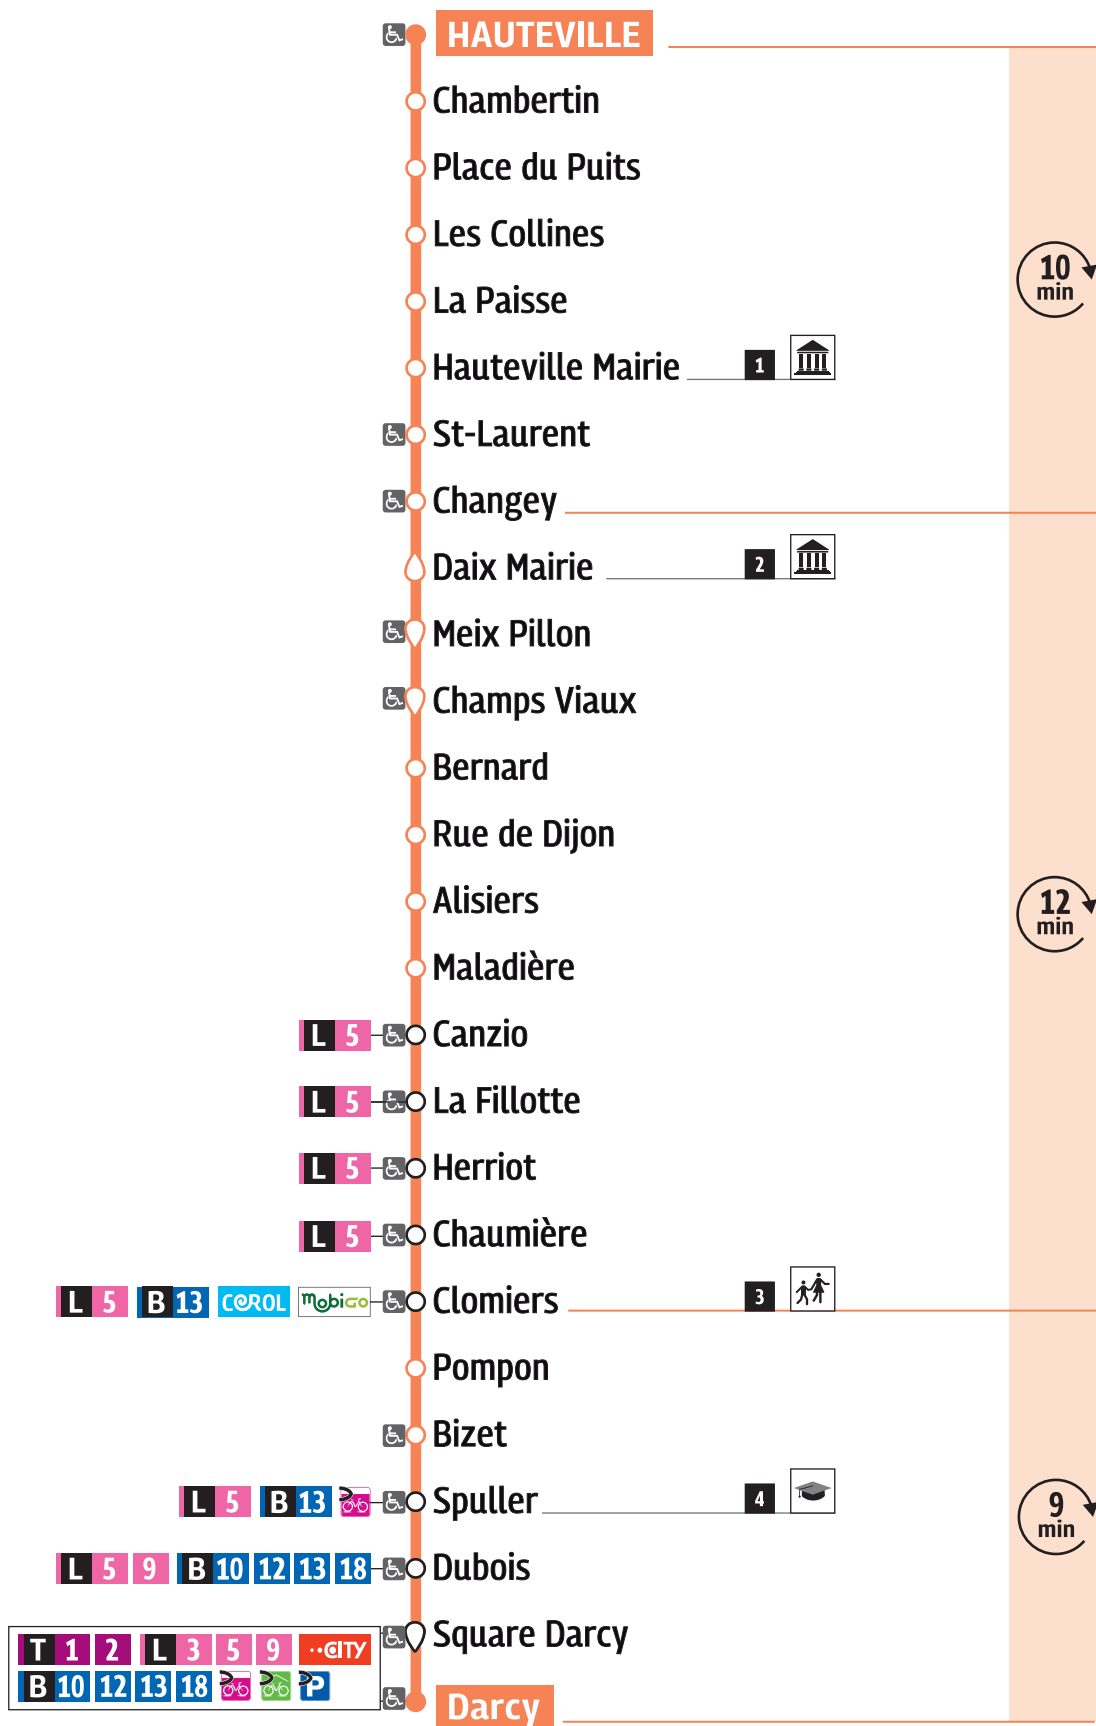 HAUTEVILLE
Chambertin
Place du Puits
Les Collines
10
min
La Paisse
Hauteville Mairie 1
St-Laurent
Changey
Daix Mairie 2
Meix Pillon
Champs Viaux
Bernard
Rue de Dijon
Alisiers
12
min
Maladière
L 5 Canzio
L 5 La Fillotte
L 5 Herriot
L 5 Chaumière
L 5 B 13 COROL mobiGO Clomiers 3
Pompon
Bizet
L 5 B 13 Spuller 4
9
min
L 5 9 B 10 12 13 18 Dubois
Square Darcy
T 1 2 L 3 5 9 CITY
B 10 12 13 18 P
Darcy